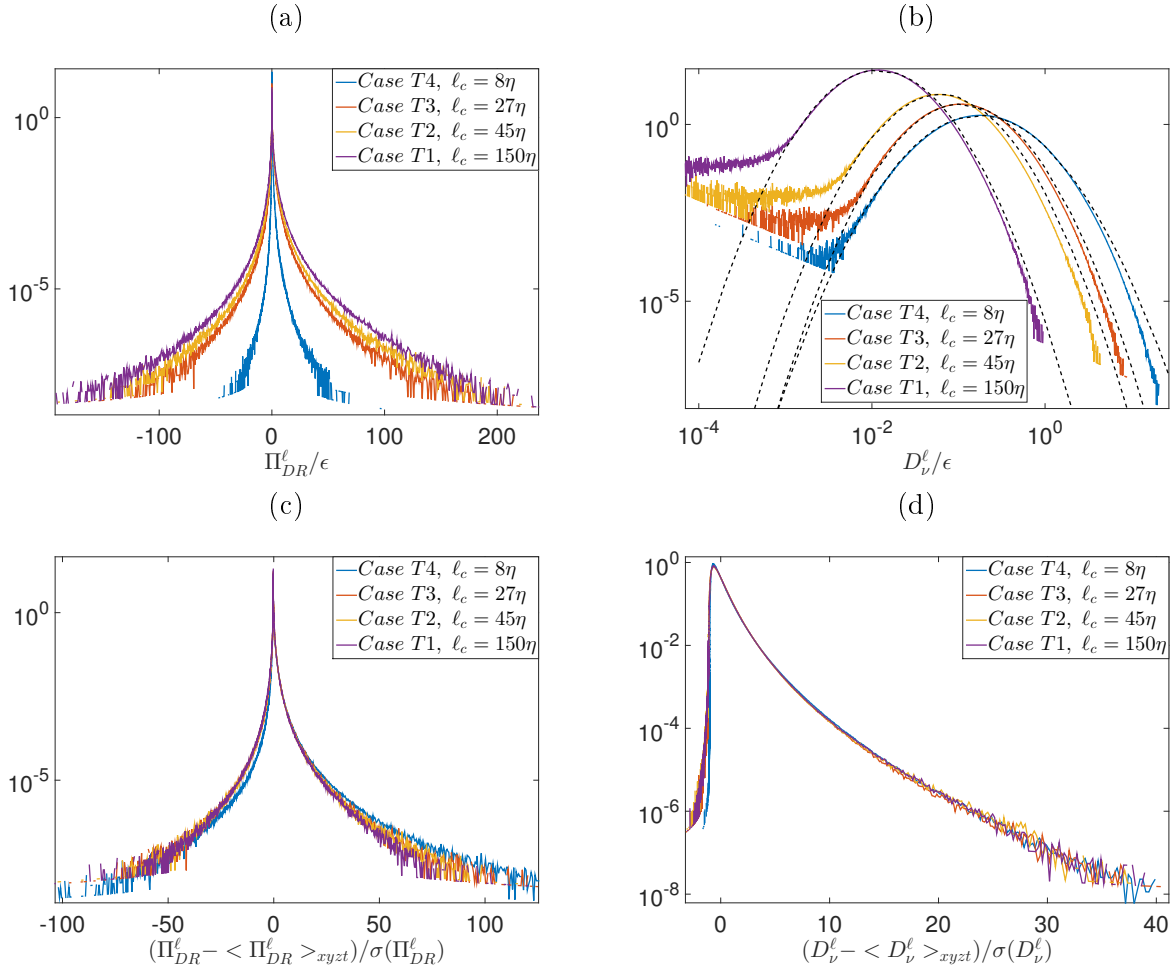 (a)
Case T4, ℓ_c = 8η
Case T3, ℓ_c = 27η
Case T2, ℓ_c = 45η
Case T1, ℓ_c = 150η
10^0
10^-5
-100 0 100 200
Π^ℓ_DR/ϵ
(b)
10^0
10^-5
Case T4, ℓ_c = 8η
Case T3, ℓ_c = 27η
Case T2, ℓ_c = 45η
Case T1, ℓ_c = 150η
10^-4 10^-2 10^0
D^ℓ_ν/ϵ
(c)
Case T4, ℓ_c = 8η
Case T3, ℓ_c = 27η
Case T2, ℓ_c = 45η
Case T1, ℓ_c = 150η
10^0
10^-5
-100 -50 0 50 100
(Π^ℓ_DR − < Π^ℓ_DR >_xyzt)/σ(Π^ℓ_DR)
(d)
Case T4, ℓ_c = 8η
Case T3, ℓ_c = 27η
Case T2, ℓ_c = 45η
Case T1, ℓ_c = 150η
10^0
10^-2
10^-4
10^-6
10^-8
0 10 20 30 40
(D^ℓ_ν − < D^ℓ_ν >_xyzt)/σ(D^ℓ_ν)